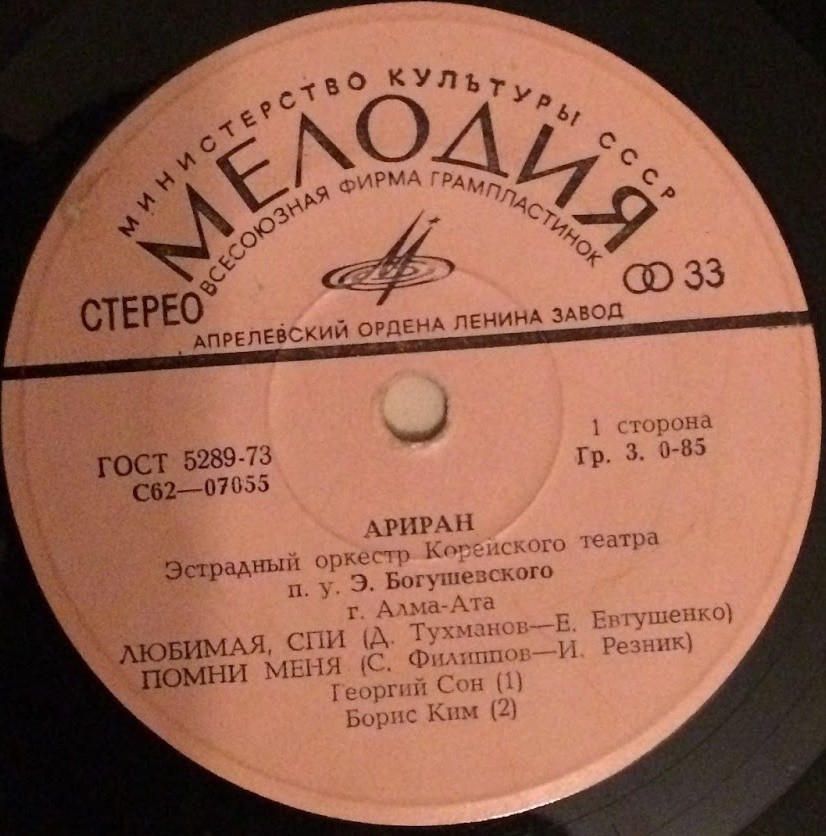 МИНИСТЕРСТВО КУЛЬТУРЫ СССР
МЕЛОДИЯ
ВСЕСОЮЗНАЯ ФИРМА ГРАМПЛАСТИНОК
СТЕРЕО
33
АПРЕЛЕВСКИЙ ОРДЕНА ЛЕНИНА ЗАВОД
ГОСТ 5289-73
С62—07055
1 сторона
Гр. 3. 0-85
АРИРАН
Эстрадный оркестр Корейского театра
п. у. Э. Богушевского
г. Алма-Ата
ЛЮБИМАЯ, СПИ (Д. Тухманов—Е. Евтушенко)
ПОМНИ МЕНЯ (С. Филиппов—И. Резник)
Георгий Сон (1)
Борис Ким (2)